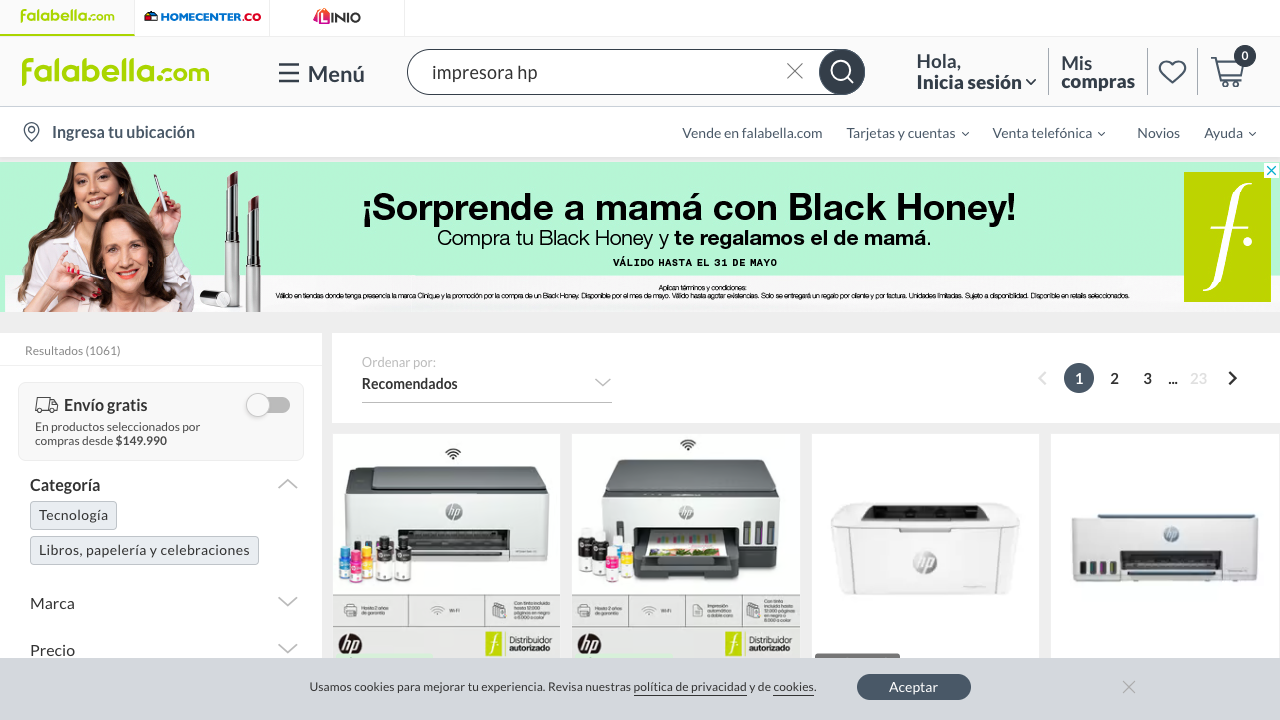 falabella.com
HOMECENTER.CO
LINIO
falabella.com
Menú
impresora hp
Hola,
Inicia sesión
Mis
compras
0
Ingresa tu ubicación
Vende en falabella.com
Tarjetas y cuentas
Venta telefónica
Novios
Ayuda
¡Sorprende a mamá con Black Honey!
Compra tu Black Honey y te regalamos el de mamá.
VÁLIDO HASTA EL 31 DE MAYO
Aplican términos y condiciones:
Válido en tiendas donde tenga presencia la marca Clinique y la promoción por la compra de un Black Honey. Disponible por el mes de mayo. Válido hasta agotar existencias. Solo se entregará un regalo por cliente y por factura. Unidades limitadas. Sujeto a disponibilidad. Disponible en retails seleccionados.
f.
Resultados (1061)
Envío gratis
En productos seleccionados por
compras desde $149.990
Categoría
Tecnología
Libros, papelería y celebraciones
Marca
Precio
Ordenar por:
Recomendados
1
2
3
...
23
hp
hp
hp
hp
Hasta 2 años
de garantía
Wi-Fi
Con tinta incluida
hasta 12.000
páginas en negro
o 8.000 a color
hp
f.
Distribuidor
autorizado
Hasta 2 años
de garantía
Wi-Fi
Impresión
automática a
doble cara
Con tinta
incluida hasta
12.000 páginas
en negro o
8.000 a color
hp
f.
Distribuidor
autorizado
Usamos cookies para mejorar tu experiencia. Revisa nuestras política de privacidad y de cookies.
Aceptar